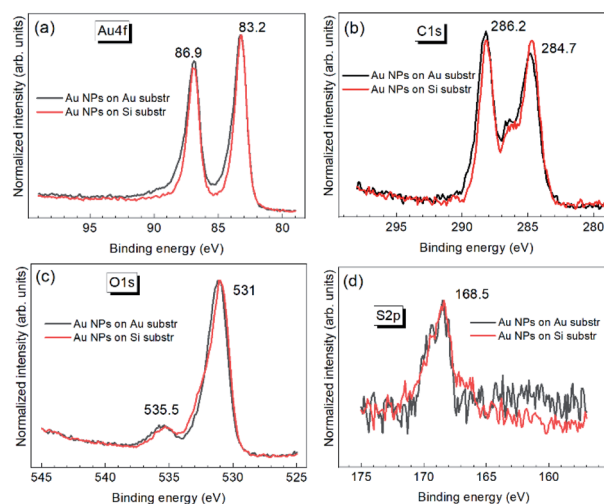 (a)
Au4f
83.2
86.9
Au NPs on Au substr
Au NPs on Si substr
Normalized intensity (arb. units)
95
90
85
80
Binding energy (eV)
(b)
C1s
286.2
284.7
Au NPs on Au substr
Au NPs on Si substr
Normalized intensity (arb. units)
295
290
285
280
Binding energy (eV)
(c)
O1s
531
Au NPs on Au substr
Au NPs on Si substr
535.5
Normalized intensity (arb. units)
545
540
535
530
525
Binding energy (eV)
(d)
S2p
168.5
Au NPs on Au substr
Au NPs on Si substr
Normalized intensity (arb. units)
175
170
165
160
Binding energy (eV)